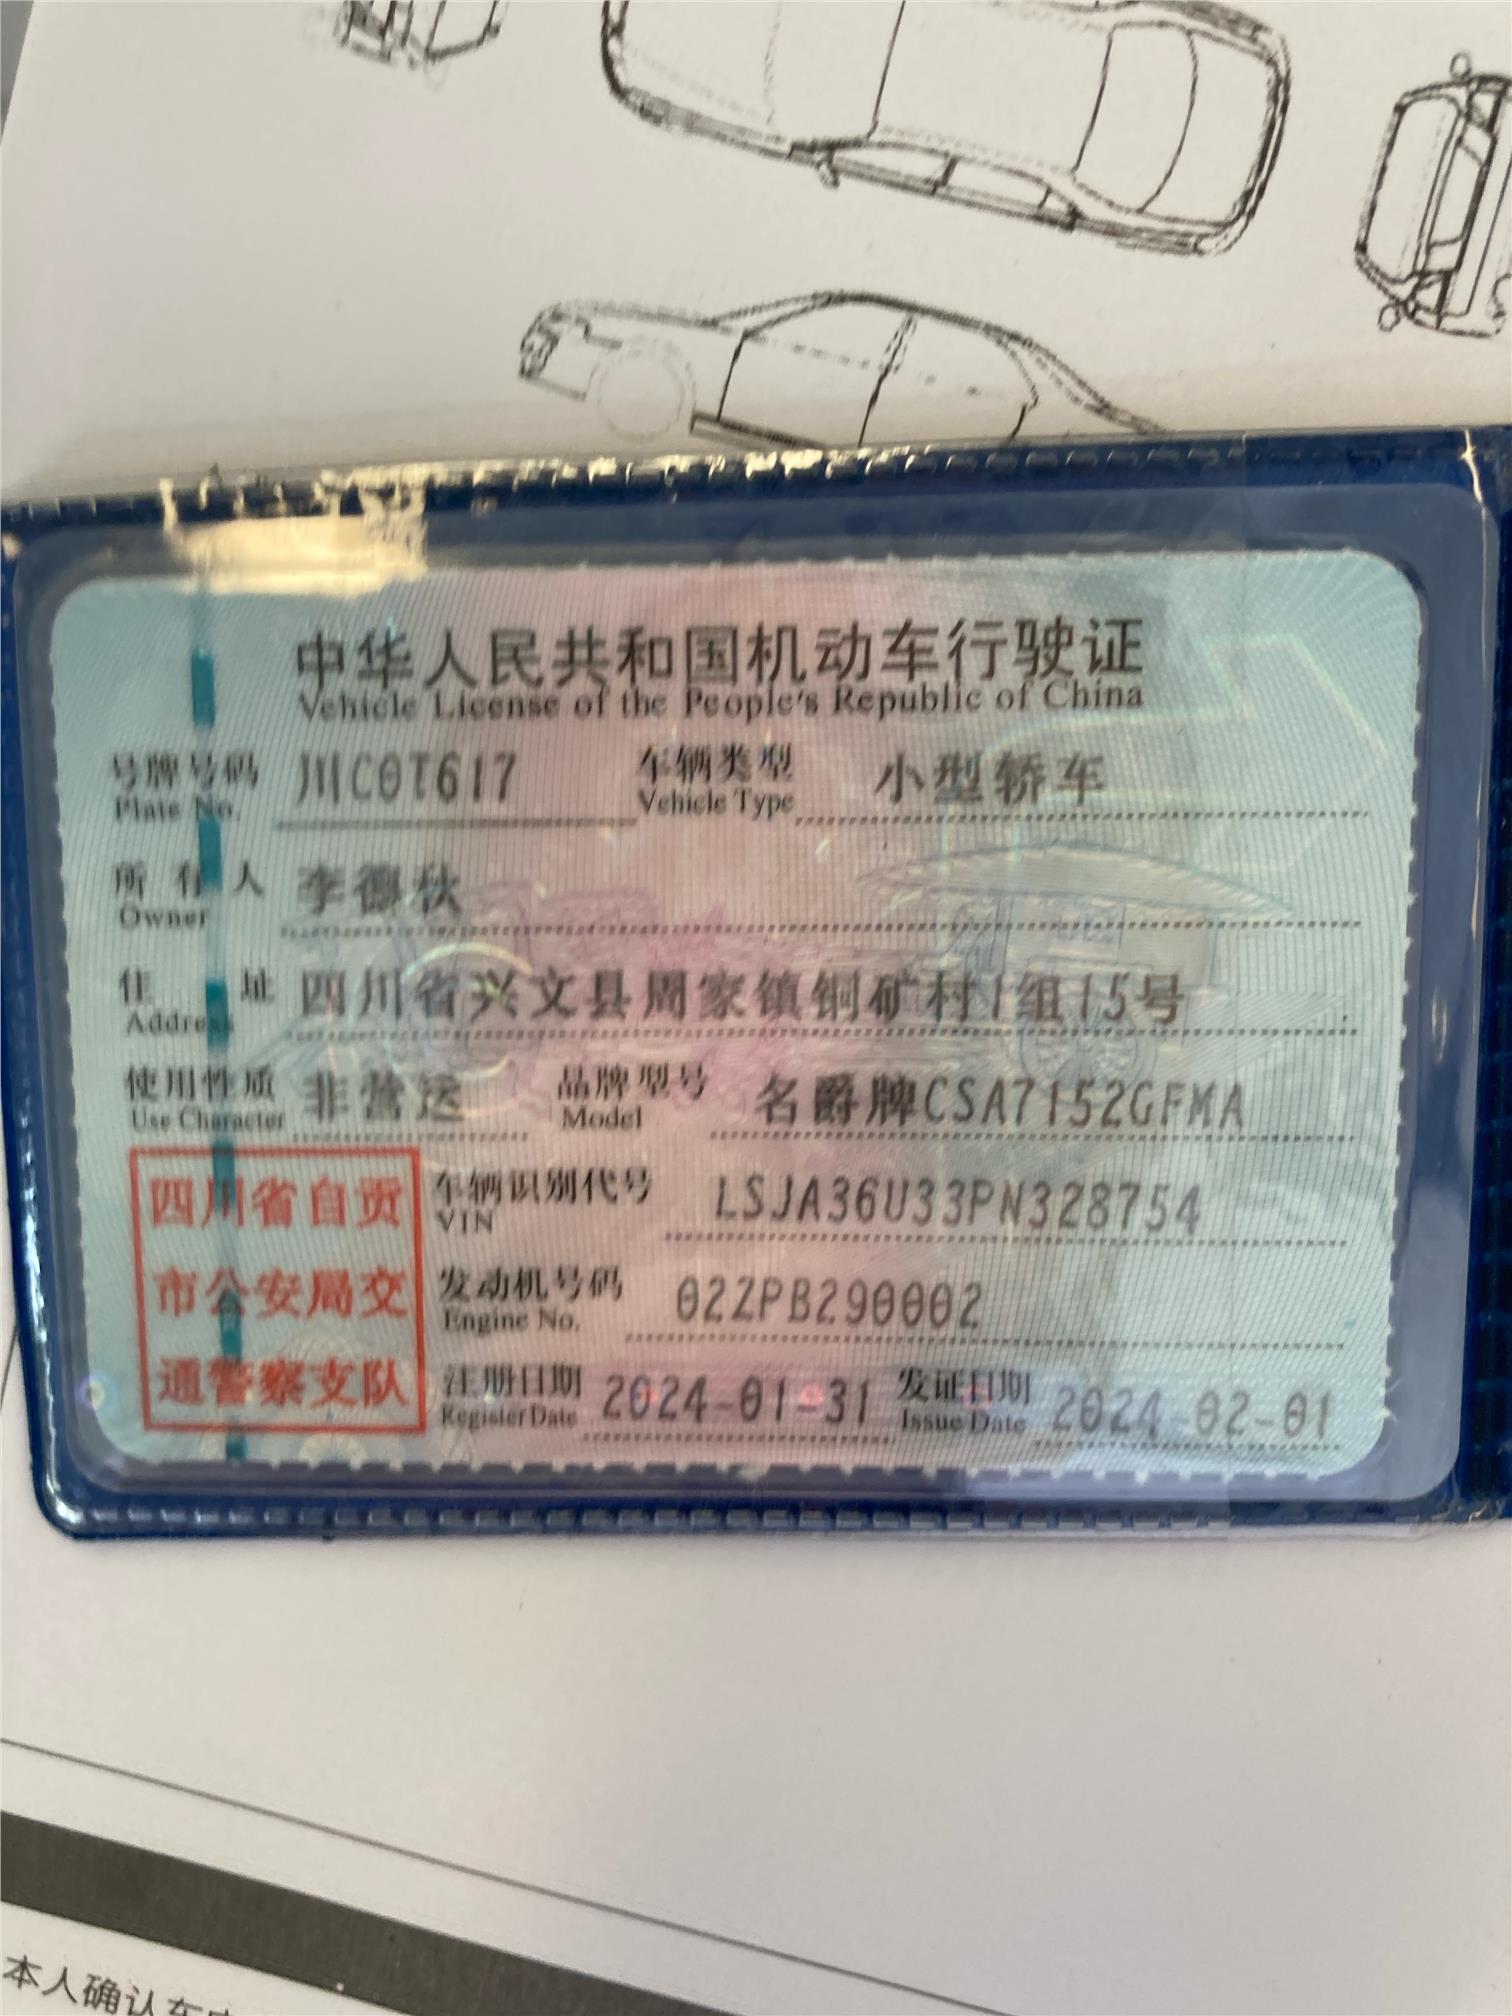 中华人民共和国机动车行驶证
Vehicle License of the People's Republic of China
号牌号码 川C0T617 车辆类型 小型轿车
Plate No. Vehicle Type
所有人 李德秋
Owner
住址 四川省兴文县周家镇铜矿村1组15号
Address
使用性质 非营运 品牌型号 名爵牌CSA7152GFMA
Use Character Model
四川省自贡
市公安局交
通警察支队
车辆识别代号 LSJA36U33PN328754
VIN
发动机号码 02ZPB290002
Engine No.
注册日期 2024-01-31 发证日期 2024-02-01
Register Date Issue Date
本人确认车